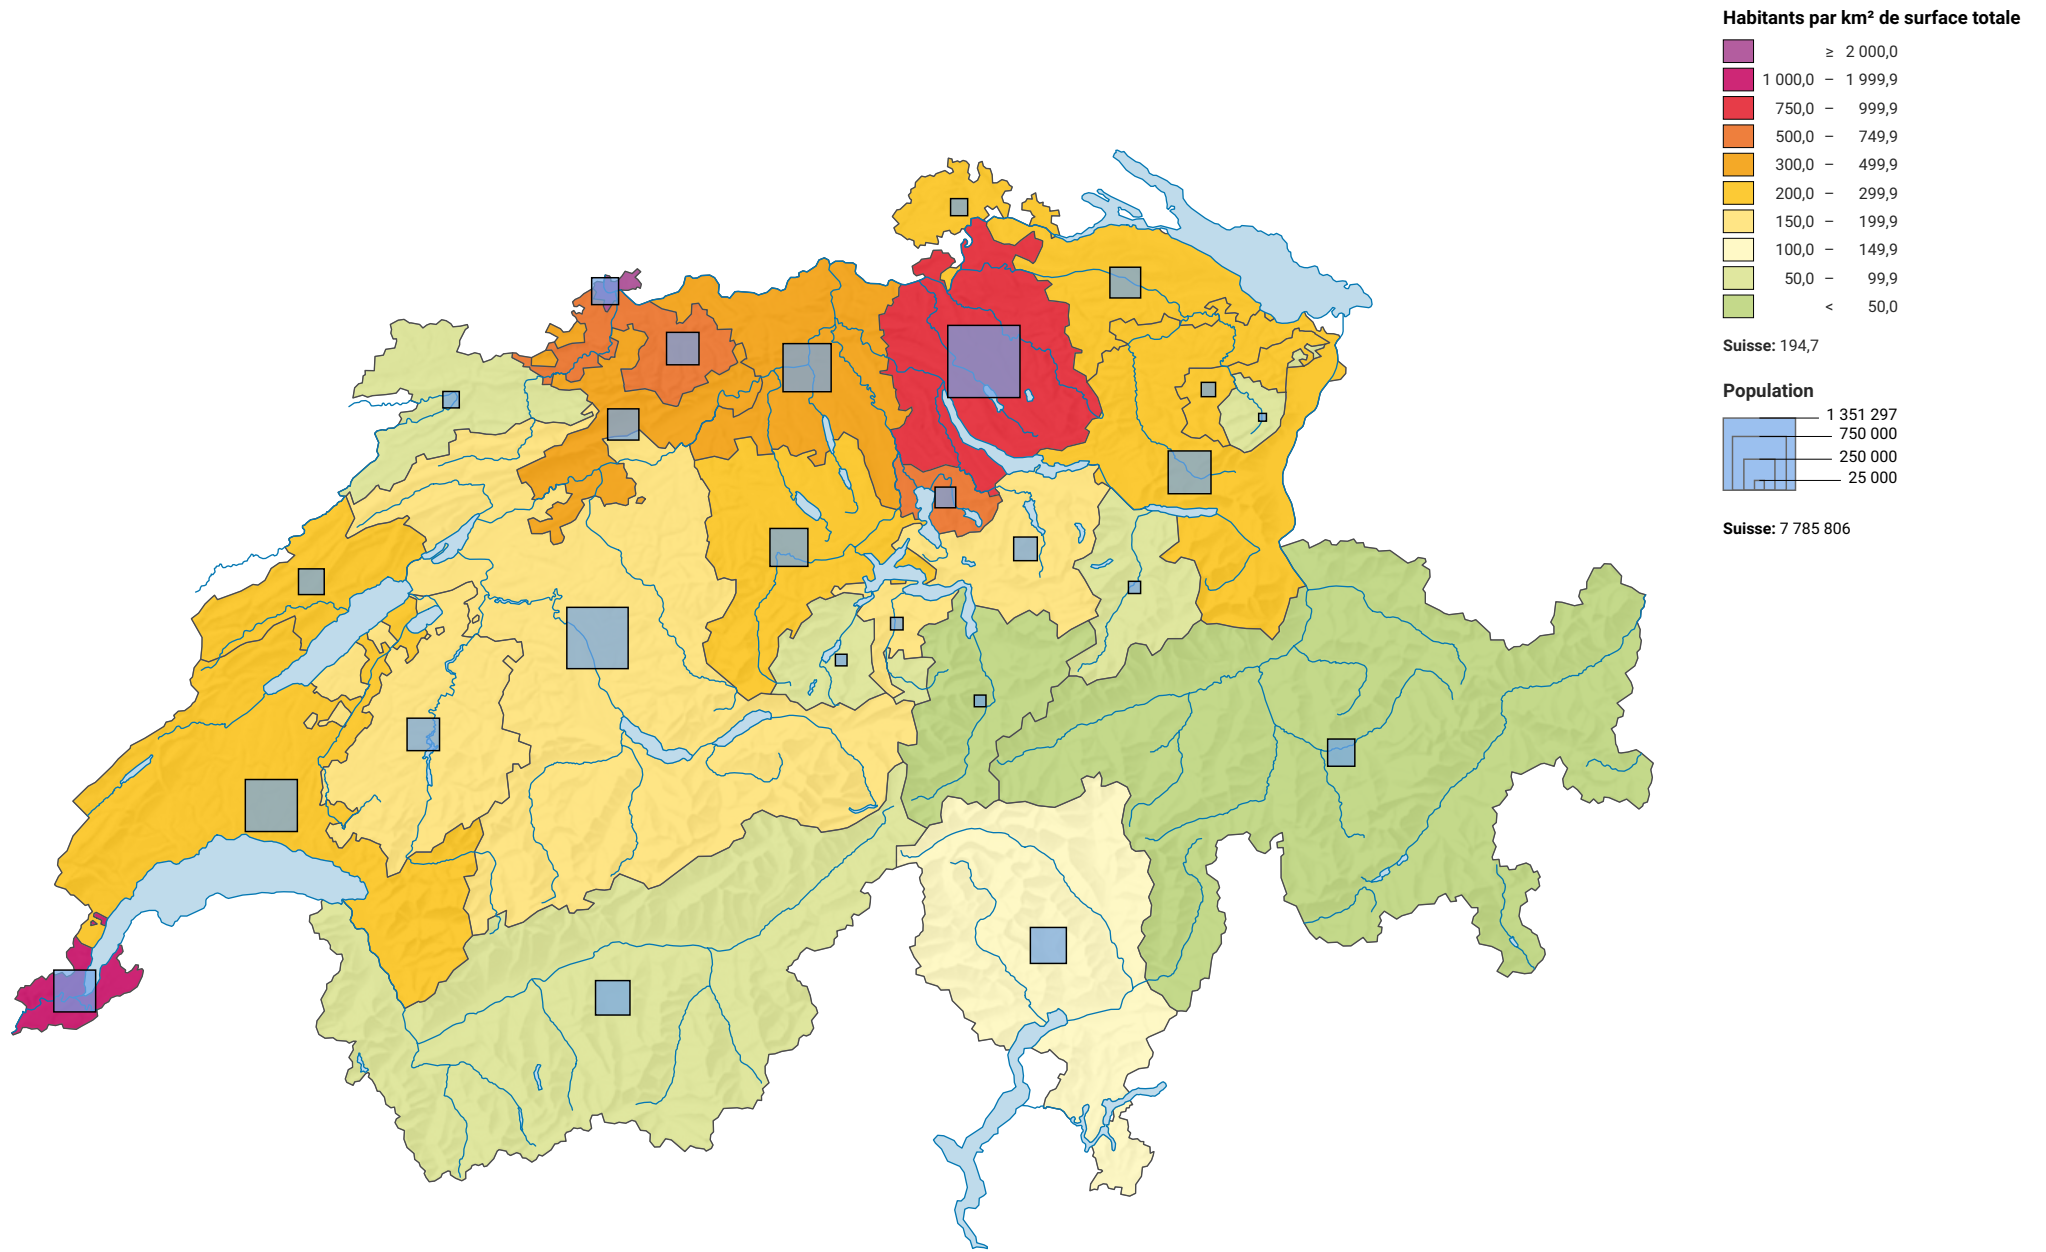 Habitants par km² de surface totale
≥ 2 000,0
1 000,0 – 1 999,9
750,0 – 999,9
500,0 – 749,9
300,0 – 499,9
200,0 – 299,9
150,0 – 199,9
100,0 – 149,9
50,0 – 99,9
< 50,0
Suisse: 194,7
Population
1 351 297
750 000
250 000
25 000
Suisse: 7 785 806